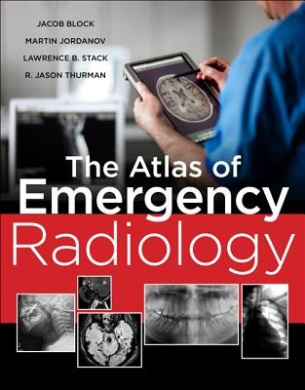 JACOB BLOCK
MARTIN JORDANOV
LAWRENCE B. STACK
R. JASON THURMAN
The Atlas of
Emergency
Radiology